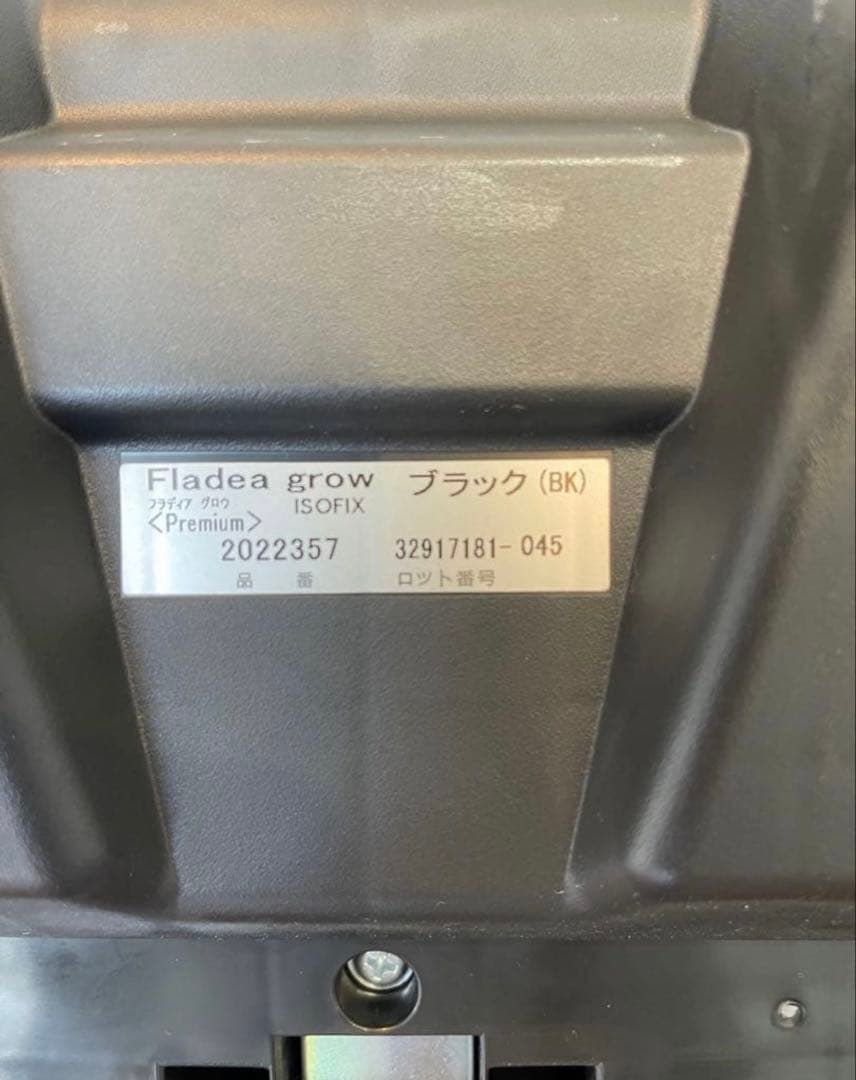 Fladea grow ブラック(BK)
フラディア グロウ ISOFIX
<Premium>
2022357 32917181-045
品 番 ロット番号